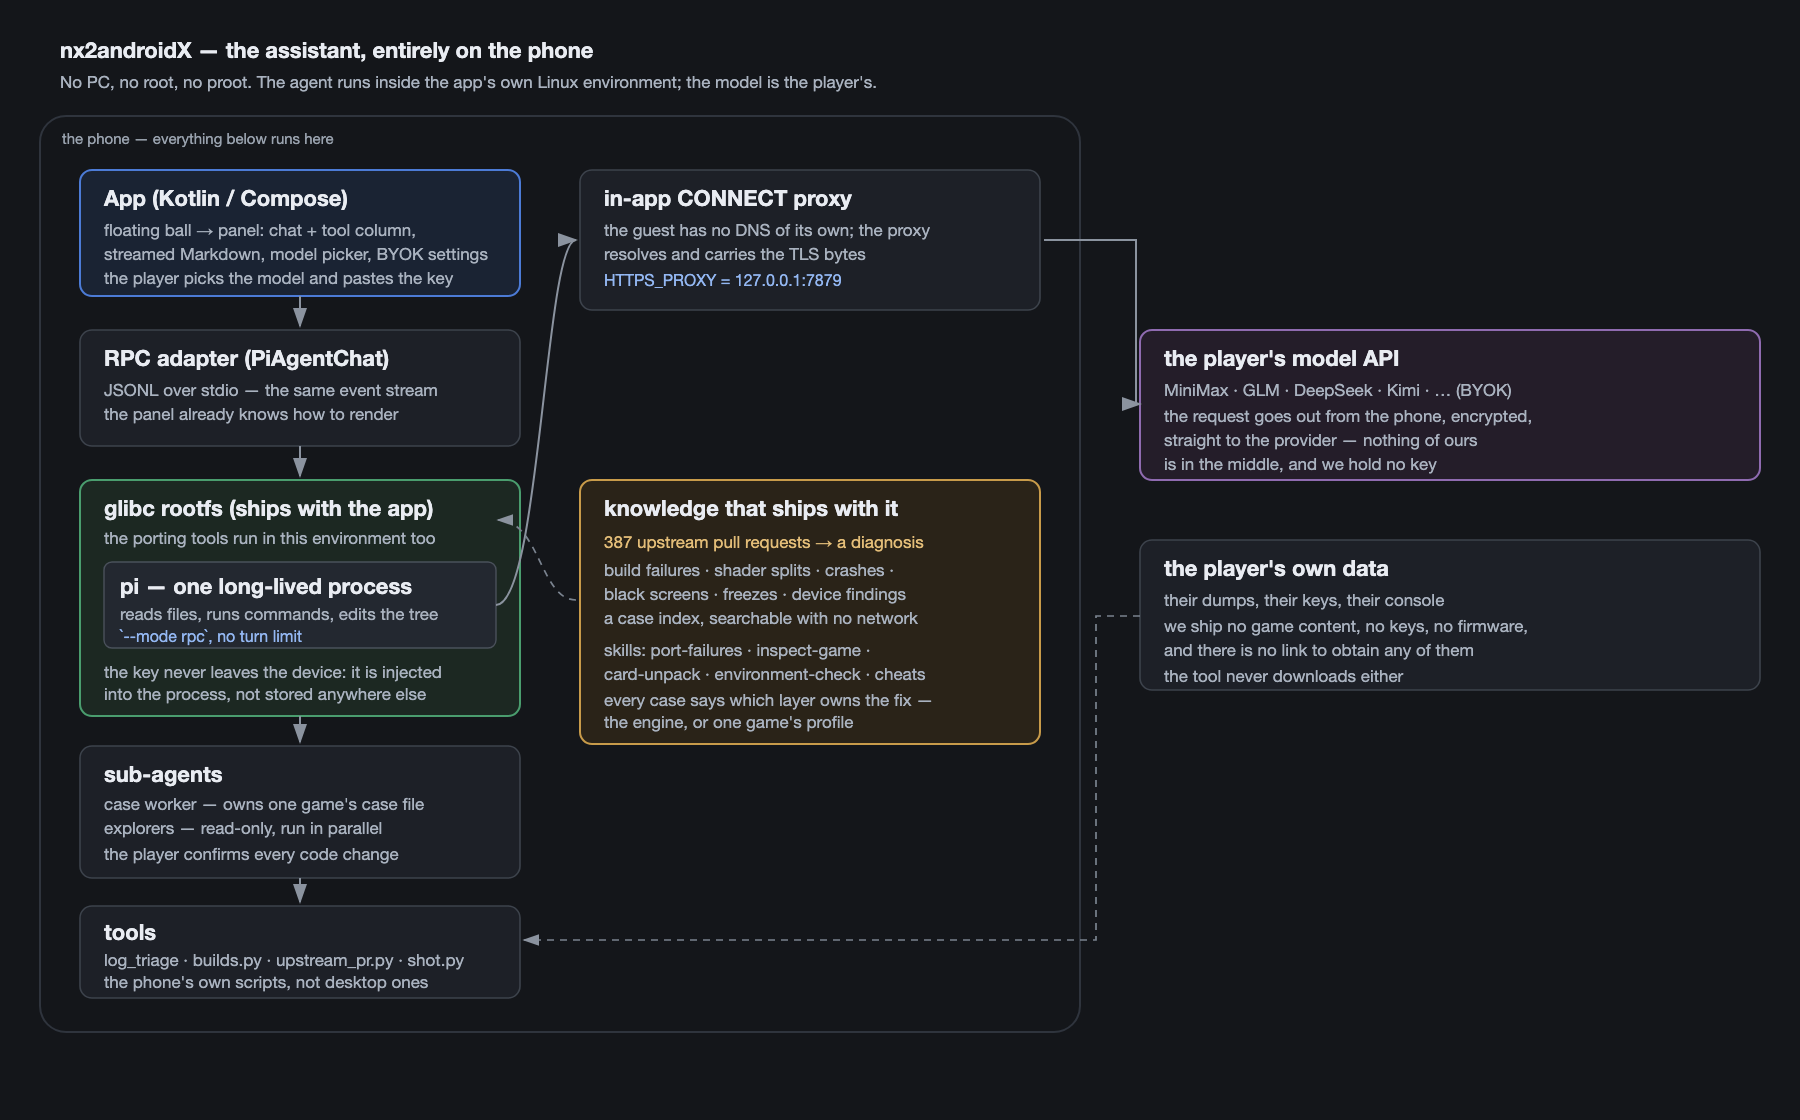 nx2androidX — the assistant, entirely on the phone
No PC, no root, no proot. The agent runs inside the app's own Linux environment; the model is the player's.
the phone — everything below runs here
App (Kotlin / Compose)
floating ball → panel: chat + tool column,
streamed Markdown, model picker, BYOK settings
the player picks the model and pastes the key
RPC adapter (PiAgentChat)
JSONL over stdio — the same event stream
the panel already knows how to render
glibc rootfs (ships with the app)
the porting tools run in this environment too
pi — one long-lived process
reads files, runs commands, edits the tree
`--mode rpc`, no turn limit
the key never leaves the device: it is injected
into the process, not stored anywhere else
sub-agents
case worker — owns one game's case file
explorers — read-only, run in parallel
the player confirms every code change
tools
log_triage · builds.py · upstream_pr.py · shot.py
the phone's own scripts, not desktop ones
in-app CONNECT proxy
the guest has no DNS of its own; the proxy
resolves and carries the TLS bytes
HTTPS_PROXY = 127.0.0.1:7879
knowledge that ships with it
387 upstream pull requests → a diagnosis
build failures · shader splits · crashes ·
black screens · freezes · device findings
a case index, searchable with no network
skills: port-failures · inspect-game ·
card-unpack · environment-check · cheats
every case says which layer owns the fix —
the engine, or one game's profile
the player's model API
MiniMax · GLM · DeepSeek · Kimi · … (BYOK)
the request goes out from the phone, encrypted,
straight to the provider — nothing of ours
is in the middle, and we hold no key
the player's own data
their dumps, their keys, their console
we ship no game content, no keys, no firmware,
and there is no link to obtain any of them
the tool never downloads either